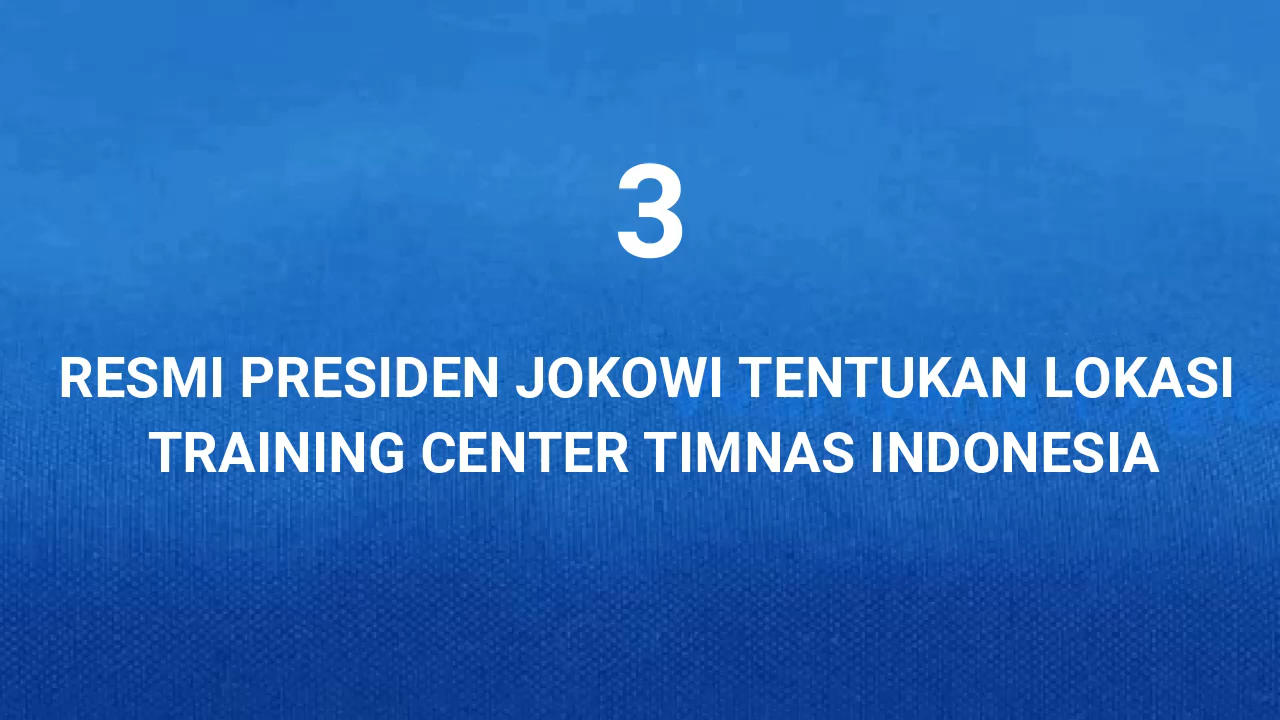 3
RESMI PRESIDEN JOKOWI TENTUKAN LOKASI
TRAINING CENTER TIMNAS INDONESIA